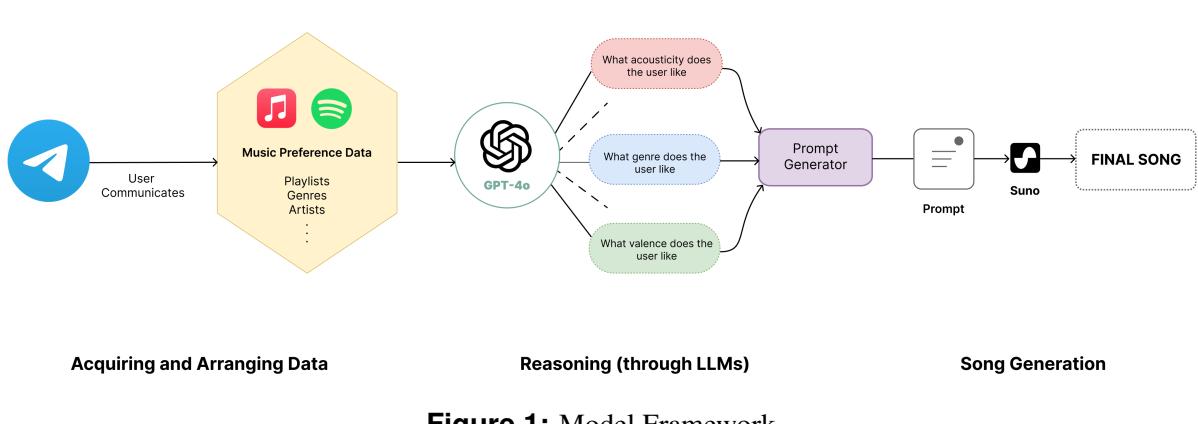 User
Communicates
Music Preference Data
Playlists
Genres
Artists
GPT-4o
What acousticity does
the user like
What genre does the
user like
What valence does the
user like
Prompt
Generator
Prompt
Suno
FINAL SONG
Acquiring and Arranging Data
Reasoning (through LLMs)
Song Generation
Figure 1: Model Framework